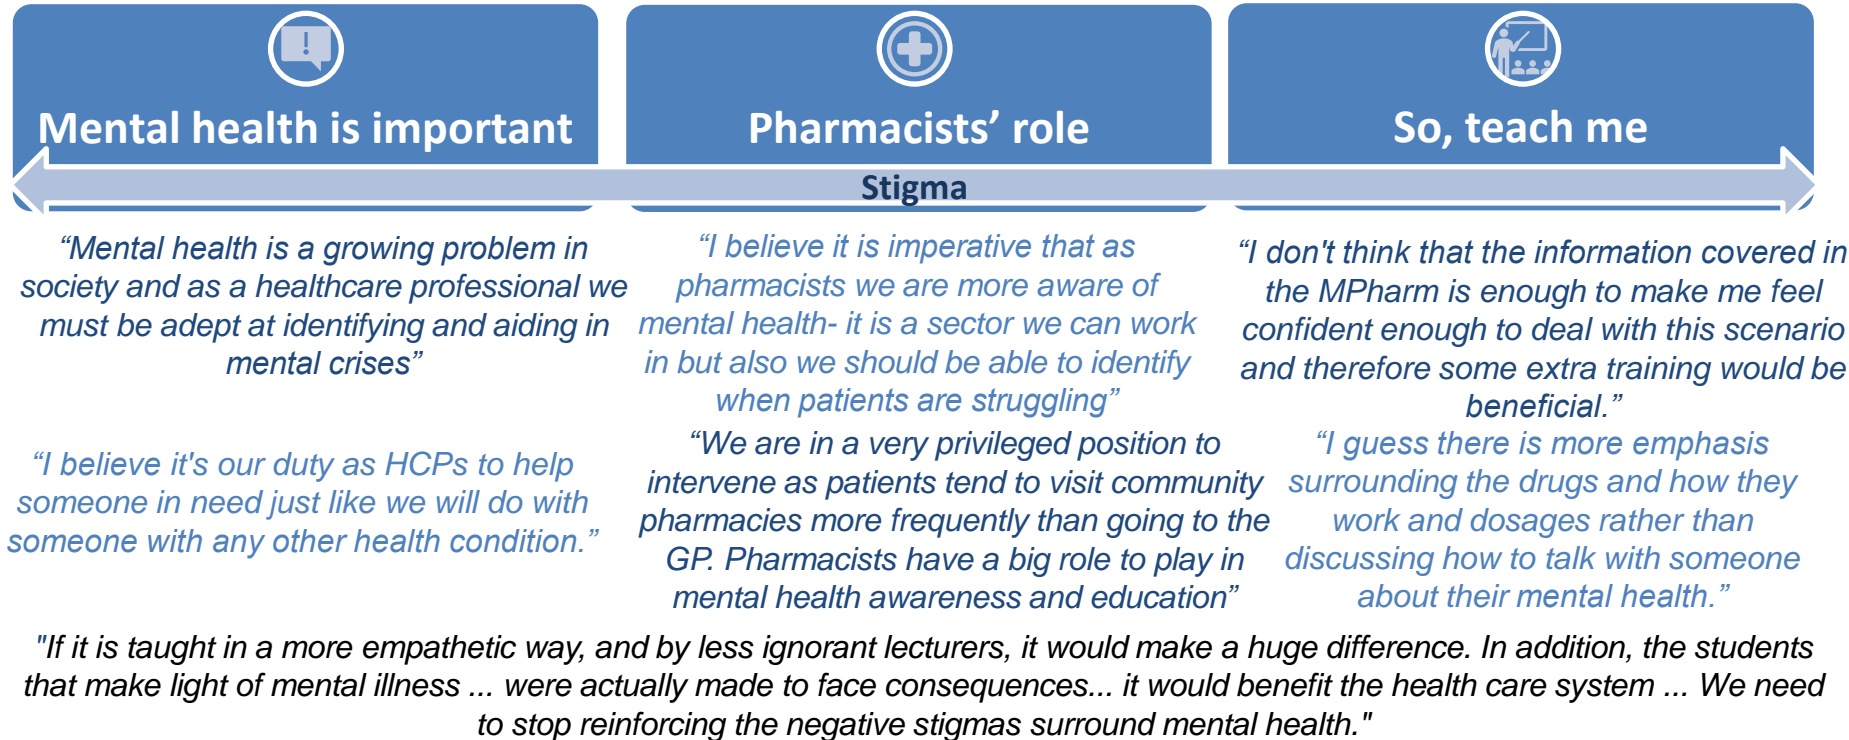 !
Mental health is important
Pharmacists’ role
So, teach me
Stigma
“Mental health is a growing problem in
society and as a healthcare professional we
must be adept at identifying and aiding in
mental crises”
“I believe it's our duty as HCPs to help
someone in need just like we will do with
someone with any other health condition.”
“I believe it is imperative that as
pharmacists we are more aware of
mental health- it is a sector we can work
in but also we should be able to identify
when patients are struggling”
“We are in a very privileged position to
intervene as patients tend to visit community
pharmacies more frequently than going to the
GP. Pharmacists have a big role to play in
mental health awareness and education”
“I don't think that the information covered in
the MPharm is enough to make me feel
confident enough to deal with this scenario
and therefore some extra training would be
beneficial.”
“I guess there is more emphasis
surrounding the drugs and how they
work and dosages rather than
discussing how to talk with someone
about their mental health.”
"If it is taught in a more empathetic way, and by less ignorant lecturers, it would make a huge difference. In addition, the students
that make light of mental illness ... were actually made to face consequences... it would benefit the health care system ... We need
to stop reinforcing the negative stigmas surround mental health."